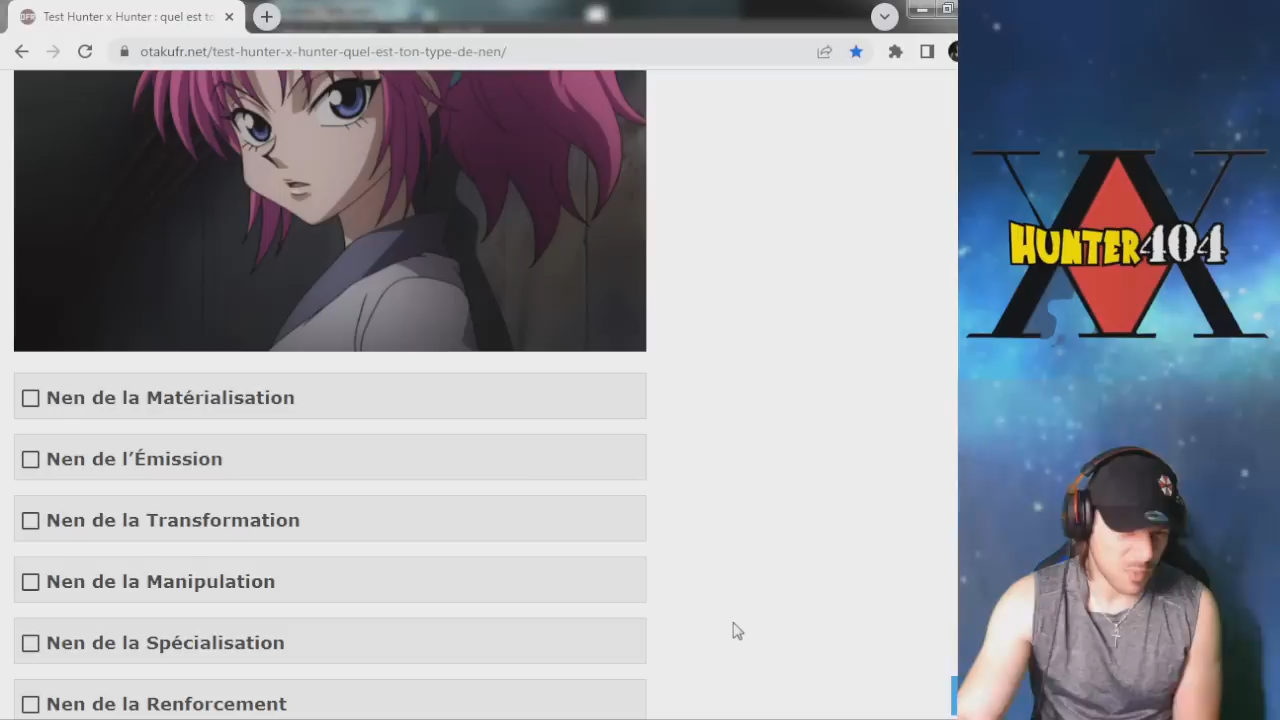 Test Hunter x Hunter : quel est to
otakufr.net/test-hunter-x-hunter-quel-est-ton-type-de-nen/
HUNTER404
Nen de la Matérialisation
Nen de l’Émission
Nen de la Transformation
Nen de la Manipulation
Nen de la Spécialisation
Nen de la Renforcement